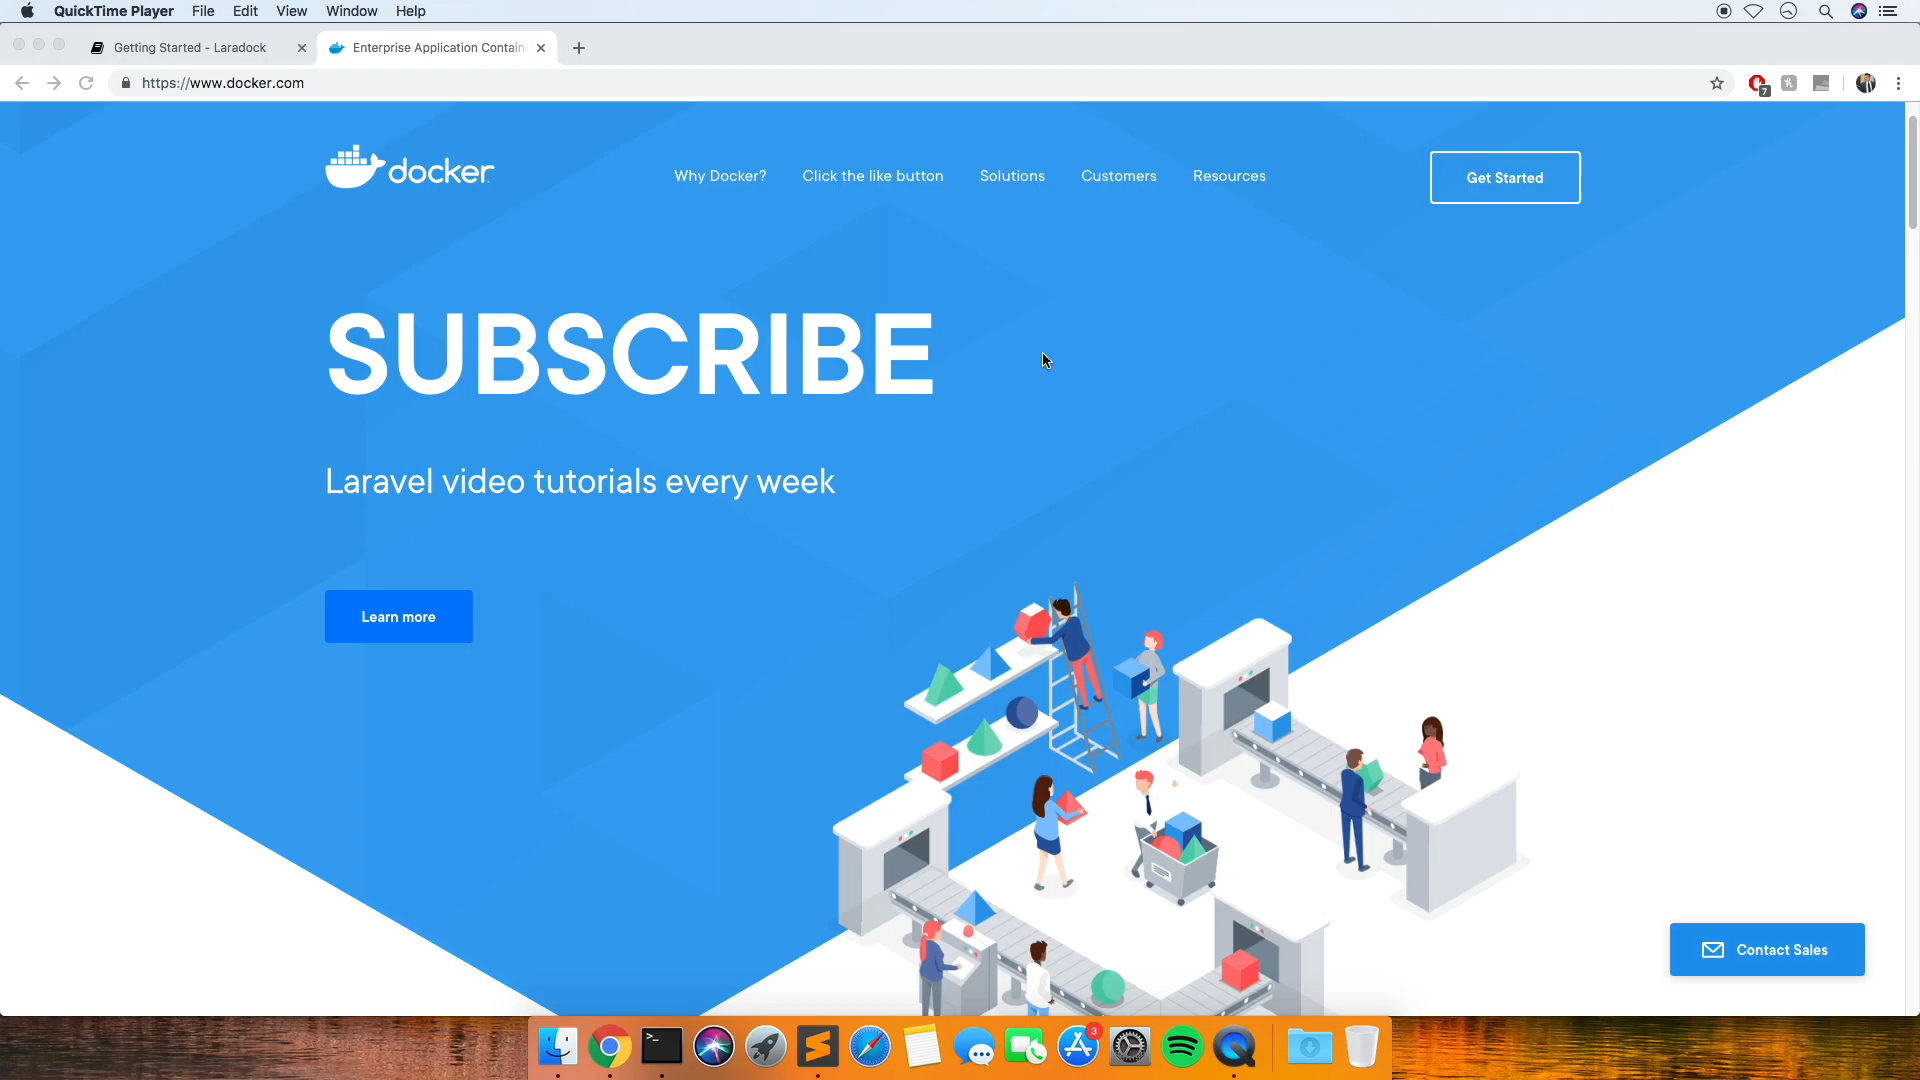 QuickTime Player File Edit View Window Help
Getting Started - Laradock
Enterprise Application Contain
https://www.docker.com
7
docker
Why Docker? Click the like button Solutions Customers Resources
Get Started
SUBSCRIBE
Laravel video tutorials every week
Learn more
Contact Sales
3